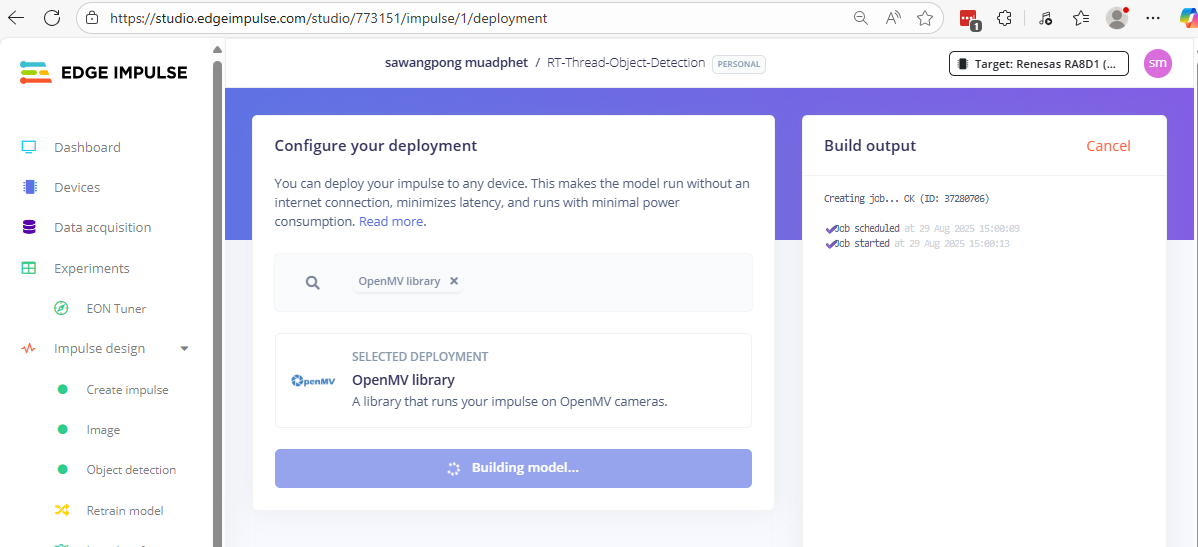 https://studio.edgeimpulse.com/studio/773151/impulse/1/deployment
1
EDGE IMPULSE
sawangpong muadphet / RT-Thread-Object-Detection PERSONAL
Target: Renesas RA8D1 (...
sm
Dashboard
Devices
Data acquisition
Experiments
EON Tuner
Impulse design
Create impulse
Image
Object detection
Retrain model
Configure your deployment
You can deploy your impulse to any device. This makes the model run without an
internet connection, minimizes latency, and runs with minimal power
consumption. Read more.
OpenMV library
SELECTED DEPLOYMENT
OpenMV
OpenMV library
A library that runs your impulse on OpenMV cameras.
Building model...
Build output
Cancel
Creating job... OK (ID: 37280706)
Job scheduled at 29 Aug 2025 15:00:09
Job started at 29 Aug 2025 15:00:13